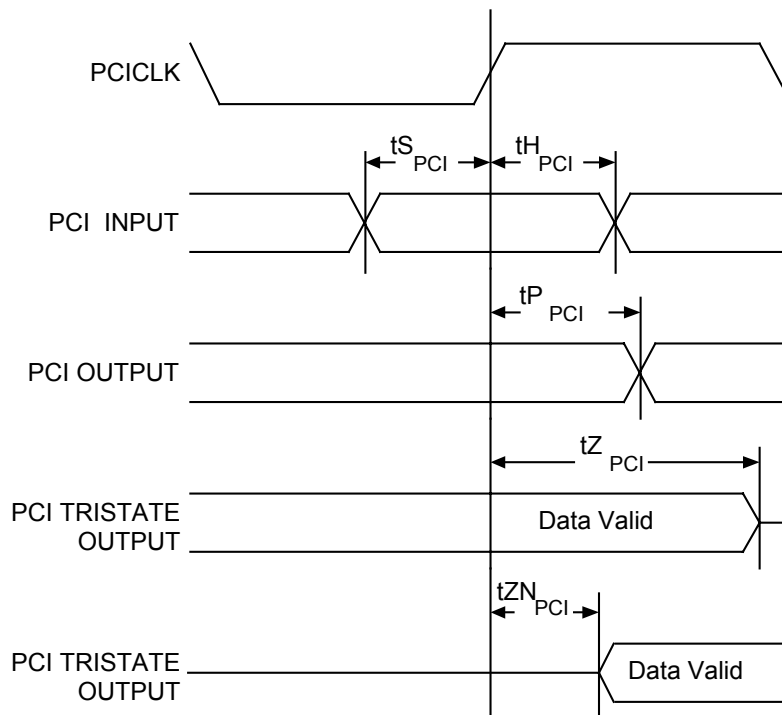 PCICLK
tS PCI
tH PCI
PCI INPUT
tP PCI
PCI OUTPUT
tZ PCI
PCI TRISTATE
OUTPUT
Data Valid
tZN PCI
PCI TRISTATE
OUTPUT
Data Valid